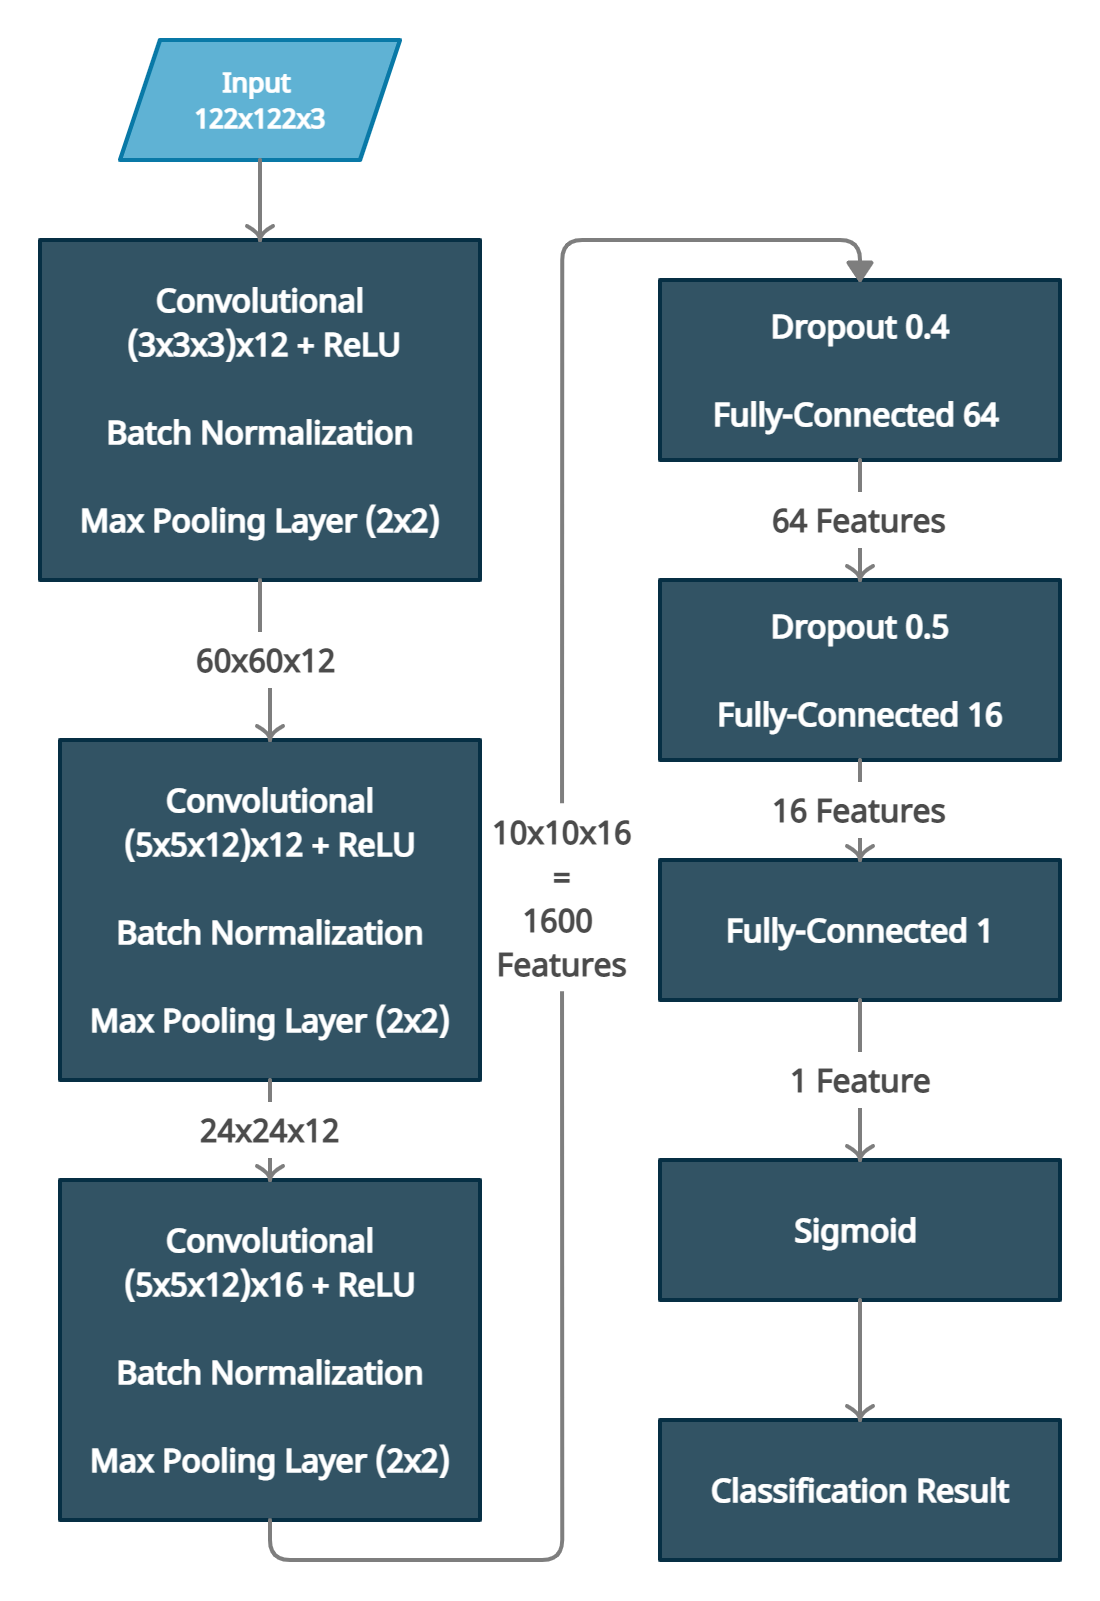 Input
122x122x3
Convolutional
(3x3x3)x12 + ReLU
Batch Normalization
Max Pooling Layer (2x2)
60x60x12
Convolutional
(5x5x12)x12 + ReLU
Batch Normalization
Max Pooling Layer (2x2)
24x24x12
Convolutional
(5x5x12)x16 + ReLU
Batch Normalization
Max Pooling Layer (2x2)
10x10x16
=
1600
Features
Dropout 0.4
Fully-Connected 64
64 Features
Dropout 0.5
Fully-Connected 16
16 Features
Fully-Connected 1
1 Feature
Sigmoid
Classification Result